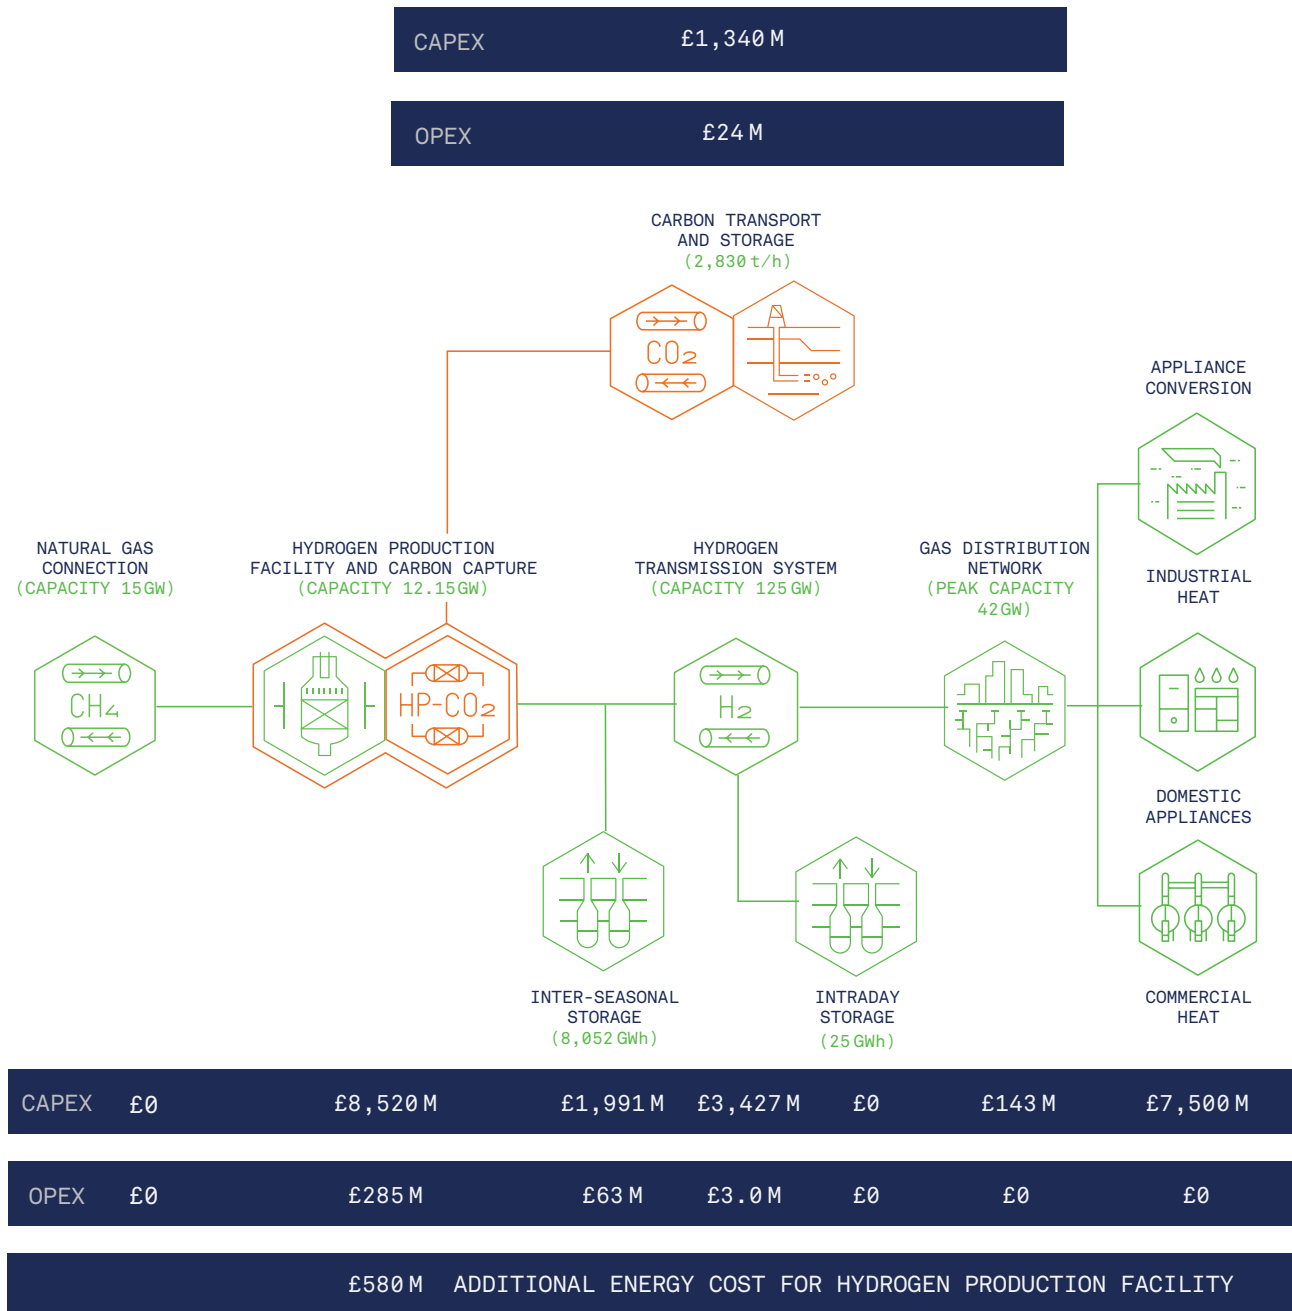 CAPEX £1,340 M
OPEX £24 M
CARBON TRANSPORT
AND STORAGE
(2,830 t/h)
CO2
APPLIANCE
CONVERSION
NATURAL GAS
CONNECTION
(CAPACITY 15 GW)
HYDROGEN PRODUCTION
FACILITY AND CARBON CAPTURE
(CAPACITY 12.15 GW)
HYDROGEN
TRANSMISSION SYSTEM
(CAPACITY 125 GW)
GAS DISTRIBUTION
NETWORK
(PEAK CAPACITY
42 GW)
INDUSTRIAL
HEAT
CH4
HP-CO2
H2
DOMESTIC
APPLIANCES
INTER-SEASONAL
STORAGE
(8,052 GWh)
INTRADAY
STORAGE
(25 GWh)
COMMERCIAL
HEAT
CAPEX £0 £8,520 M £1,991 M £3,427 M £0 £143 M £7,500 M
OPEX £0 £285 M £63 M £3.0 M £0 £0 £0
£580 M ADDITIONAL ENERGY COST FOR HYDROGEN PRODUCTION FACILITY